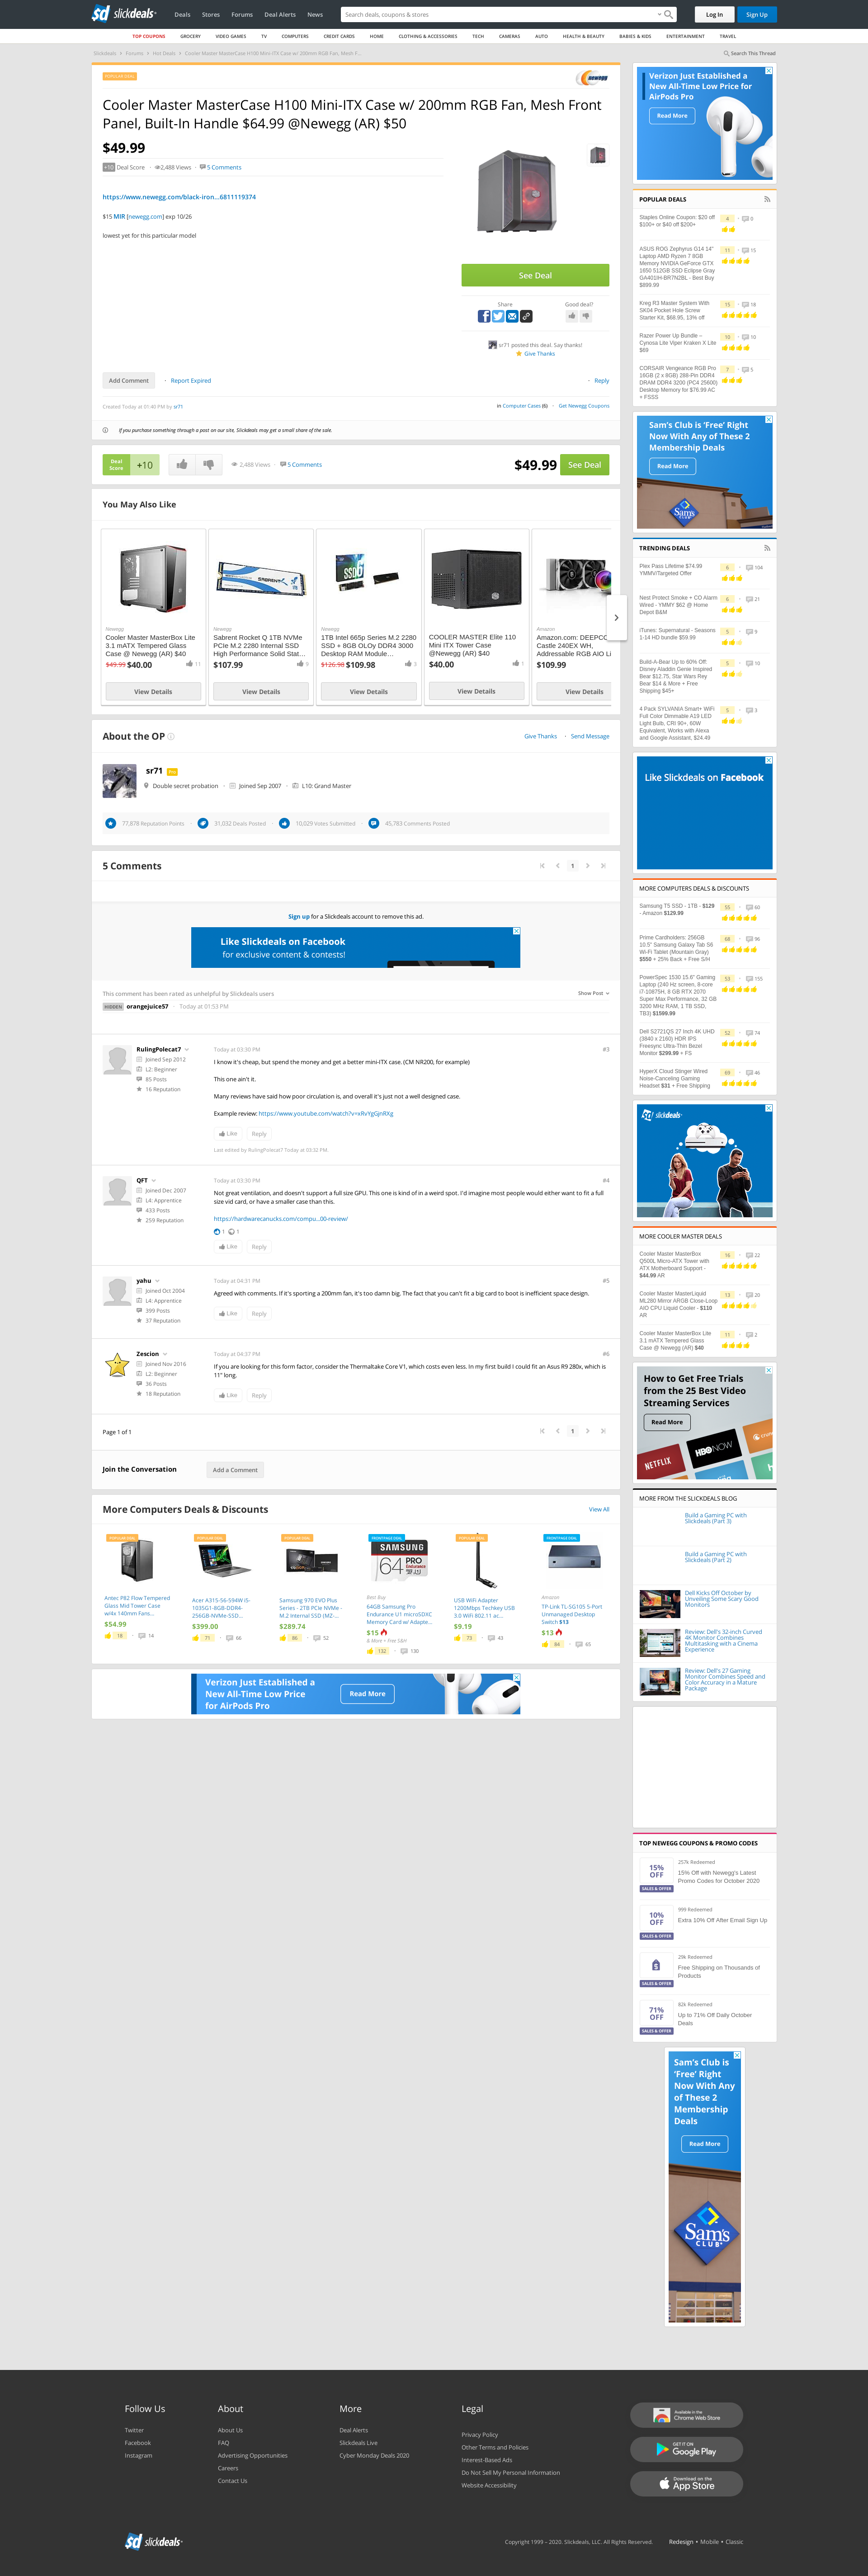 slickdeals
Deals Stores Forums Deal Alerts News
Search deals, coupons & stores
Log In
Sign Up
TOP COUPONS GROCERY VIDEO GAMES TV COMPUTERS CREDIT CARDS HOME CLOTHING & ACCESSORIES TECH CAMERAS AUTO HEALTH & BEAUTY BABIES & KIDS ENTERTAINMENT TRAVEL
Slickdeals Forums Hot Deals Cooler Master MasterCase H100 Mini-ITX Case w/ 200mm RGB Fan, Mesh F...
Search This Thread
POPULAR DEAL
newegg
Cooler Master MasterCase H100 Mini-ITX Case w/ 200mm RGB Fan, Mesh Front
Panel, Built-In Handle $64.99 @Newegg (AR) $50
$49.99
+10 Deal Score 2,488 Views 5 Comments
https://www.newegg.com/black-iron...6811119374
$15 MIR [newegg.com] exp 10/26
lowest yet for this particular model
See Deal
Share
Good deal?
sr71 posted this deal. Say thanks!
Give Thanks
Add Comment
Report Expired
Reply
Created Today at 01:40 PM by sr71
in Computer Cases (6) Get Newegg Coupons
If you purchase something through a post on our site, Slickdeals may get a small share of the sale.
Deal
Score
+10
2,488 Views
5 Comments
$49.99
See Deal
You May Also Like
Newegg
Cooler Master MasterBox Lite
3.1 mATX Tempered Glass
Case @ Newegg (AR) $40
$49.99 $40.00
11
View Details
Newegg
Sabrent Rocket Q 1TB NVMe
PCIe M.2 2280 Internal SSD
High Performance Solid Stat...
$107.99
9
View Details
Newegg
1TB Intel 665p Series M.2 2280
SSD + 8GB OLOy DDR4 3000
Desktop RAM Module...
$126.98 $109.98
3
View Details
COOLER MASTER Elite 110
Mini ITX Tower Case
@Newegg (AR) $40
$40.00
1
View Details
Amazon
Amazon.com: DEEPCO
Castle 240EX WH,
Addressable RGB AIO Li
$109.99
View Details
About the OP
Give Thanks
Send Message
sr71
Pro
Double secret probation Joined Sep 2007 L10: Grand Master
77,878 Reputation Points 31,032 Deals Posted 10,029 Votes Submitted 45,783 Comments Posted
5 Comments
1
Sign up for a Slickdeals account to remove this ad.
Like Slickdeals on Facebook
for exclusive content & contests!
This comment has been rated as unhelpful by Slickdeals users
Show Post
HIDDEN orangejuice57 Today at 01:53 PM
RulingPolecat7
Joined Sep 2012
L2: Beginner
85 Posts
16 Reputation
Today at 03:30 PM
#3
I know it's cheap, but spend the money and get a better mini-ITX case. (CM NR200, for example)
This one ain't it.
Many reviews have said how poor circulation is, and overall it's just not a well designed case.
Example review: https://www.youtube.com/watch?v=xRvYgGjnRXg
Like
Reply
Last edited by RulingPolecat7 Today at 03:32 PM
QFT
Joined Dec 2007
L4: Apprentice
433 Posts
259 Reputation
Today at 03:30 PM
#4
Not great ventilation, and doesn't support a full size GPU. This one is kind of in a weird spot. I'd imagine most people would either want to fit a full
size vid card, or have a smaller case than this.
https://hardwarecanucks.com/compu...00-review/
1 1
Like
Reply
yahu
Joined Oct 2004
L4: Apprentice
399 Posts
37 Reputation
Today at 04:31 PM
#5
Agreed with comments. If it's sporting a 200mm fan, it's too damn big. The fact that you can't fit a big card to boot is inefficient space design.
Like
Reply
Zescion
Joined Nov 2016
L2: Beginner
36 Posts
18 Reputation
Today at 04:37 PM
#6
If you are looking for this form factor, consider the Thermaltake Core V1, which costs even less. In my first build I could fit an Asus R9 280x, which is
11" long.
Like
Reply
Page 1 of 1
1
Join the Conversation
Add a Comment
More Computers Deals & Discounts
View All
POPULAR DEAL
Antec P82 Flow Tempered
Glass Mid Tower Case
w/4x 140mm Fans...
$54.99
18 14
POPULAR DEAL
Acer A315-56-594W i5-
1035G1-8GB-DDR4-
256GB-NVME-SSD...
$399.00
71 66
POPULAR DEAL
Samsung 970 EVO Plus
Series - 2TB PCIe NVMe -
M.2 Internal SSD (MZ-...
$289.74
86 52
FRONTPAGE DEAL
SAMSUNG
64 PRO Endurance
Best Buy
64GB Samsung Pro
Endurance U1 microSDXC
Memory Card w/ Adapte...
$15
& More + Free S&H
132 130
POPULAR DEAL
USB WiFi Adapter
1200Mbps Techkey USB
3.0 WiFi 802.11 ac...
$9.19
73 43
FRONTPAGE DEAL
Amazon
TP-Link TL-SG105 5-Port
Unmanaged Desktop
Switch $13
$13
64 65
Verizon Just Established a
New All-Time Low Price
for AirPods Pro
Read More
Verizon Just Established a
New All-Time Low Price for
AirPods Pro
Read More
POPULAR DEALS
Staples Online Coupon: $20 off
$100+ or $40 off $200+
4 0
ASUS ROG Zephyrus G14 14"
Laptop AMD Ryzen 7 8GB
Memory NVIDIA GeForce GTX
1650 512GB SSD Eclipse Gray
GA401IH-BR7N2BL - Best Buy
$899.99
11 15
Kreg R3 Master System With
SK04 Pocket Hole Screw
Starter Kit, $68.95, 13% off
15 18
Razer Power Up Bundle –
Cynosa Lite Viper Kraken X Lite
$69
10 10
CORSAIR Vengeance RGB Pro
16GB (2 x 8GB) 288-Pin DDR4
DRAM DDR4 3200 (PC4 25600)
Desktop Memory for $76.99 AC
+ FSSS
7 5
Sam's Club is 'Free' Right
Now With Any of These 2
Membership Deals
Read More
Sam's
CLUB
TRENDING DEALS
Plex Pass Lifetime $74.99
YMMV/Targeted Offer
6 104
Nest Protect Smoke + CO Alarm
Wired - YMMY $62 @ Home
Depot B&M
6 21
iTunes: Supernatural - Seasons
1-14 HD bundle $59.99
5 9
Build-A-Bear Up to 60% Off:
Disney Aladdin Genie Inspired
Bear $12.75, Star Wars Rey
Bear $14 & More + Free
Shipping $45+
5 10
4 Pack SYLVANIA Smart+ WiFi
Full Color Dimmable A19 LED
Light Bulb, CRI 90+, 60W
Equivalent, Works with Alexa
and Google Assistant, $24.49
5 3
Like Slickdeals on Facebook
MORE COMPUTERS DEALS & DISCOUNTS
Samsung T5 SSD - 1TB - $129
- Amazon $129.99
55 60
Prime Cardholders: 256GB
10.5" Samsung Galaxy Tab S6
Wi-Fi Tablet (Mountain Gray)
$550 + 25% Back + Free S/H
68 96
PowerSpec 1530 15.6" Gaming
Laptop (240 Hz screen, 8-core
i7-10875H, 8 GB RTX 2070
Super Max Performance, 32 GB
3200 MHz RAM, 1 TB SSD,
TB3) $1599.99
53 155
Dell S2721QS 27 Inch 4K UHD
(3840 x 2160) HDR IPS
Freesync Ultra-Thin Bezel
Monitor $299.99 + FS
52 74
HyperX Cloud Stinger Wired
Noise-Canceling Gaming
Headset $31 + Free Shipping
69 46
slickdeals
MORE COOLER MASTER DEALS
Cooler Master MasterBox
Q500L Micro-ATX Tower with
ATX Motherboard Support -
$44.99 AR
16 22
Cooler Master MasterLiquid
ML280 Mirror ARGB Close-Loop
AIO CPU Liquid Cooler - $110
AR
13 20
Cooler Master MasterBox Lite
3.1 mATX Tempered Glass
Case @ Newegg (AR) $40
11 2
How to Get Free Trials
from the 25 Best Video
Streaming Services
Read More
NETFLIX
HBO NOW
MORE FROM THE SLICKDEALS BLOG
Build a Gaming PC with
Slickdeals (Part 3)
Build a Gaming PC with
Slickdeals (Part 2)
Dell Kicks Off October by
Unveiling Some Scary Good
Monitors
Review: Dell's 32-inch Curved
4K Monitor Combines
Multitasking with a Cinema
Experience
Review: Dell's 27 Gaming
Monitor Combines Speed and
Color Accuracy in a Mature
Package
TOP NEWEGG COUPONS & PROMO CODES
15%
OFF
SALES & OFFER
257k Redeemed
15% Off with Newegg's Latest
Promo Codes for October 2020
10%
OFF
SALES & OFFER
999 Redeemed
Extra 10% Off After Email Sign Up
SALES & OFFER
29k Redeemed
Free Shipping on Thousands of
Products
71%
OFF
SALES & OFFER
82k Redeemed
Up to 71% Off Daily October
Deals
Sam's Club is
'Free' Right
Now With Any
of These 2
Membership
Deals
Read More
Sam's
CLUB
Follow Us
Twitter
Facebook
Instagram
About
About Us
FAQ
Advertising Opportunities
Careers
Contact Us
More
Deal Alerts
Slickdeals Live
Cyber Monday Deals 2020
Legal
Privacy Policy
Other Terms and Policies
Interest-Based Ads
Do Not Sell My Personal Information
Website Accessibility
Available in the
Chrome Web Store
GET IT ON
Google Play
Download on the
App Store
slickdeals
Copyright 1999 – 2020. Slickdeals, LLC. All Rights Reserved. Redesign • Mobile • Classic